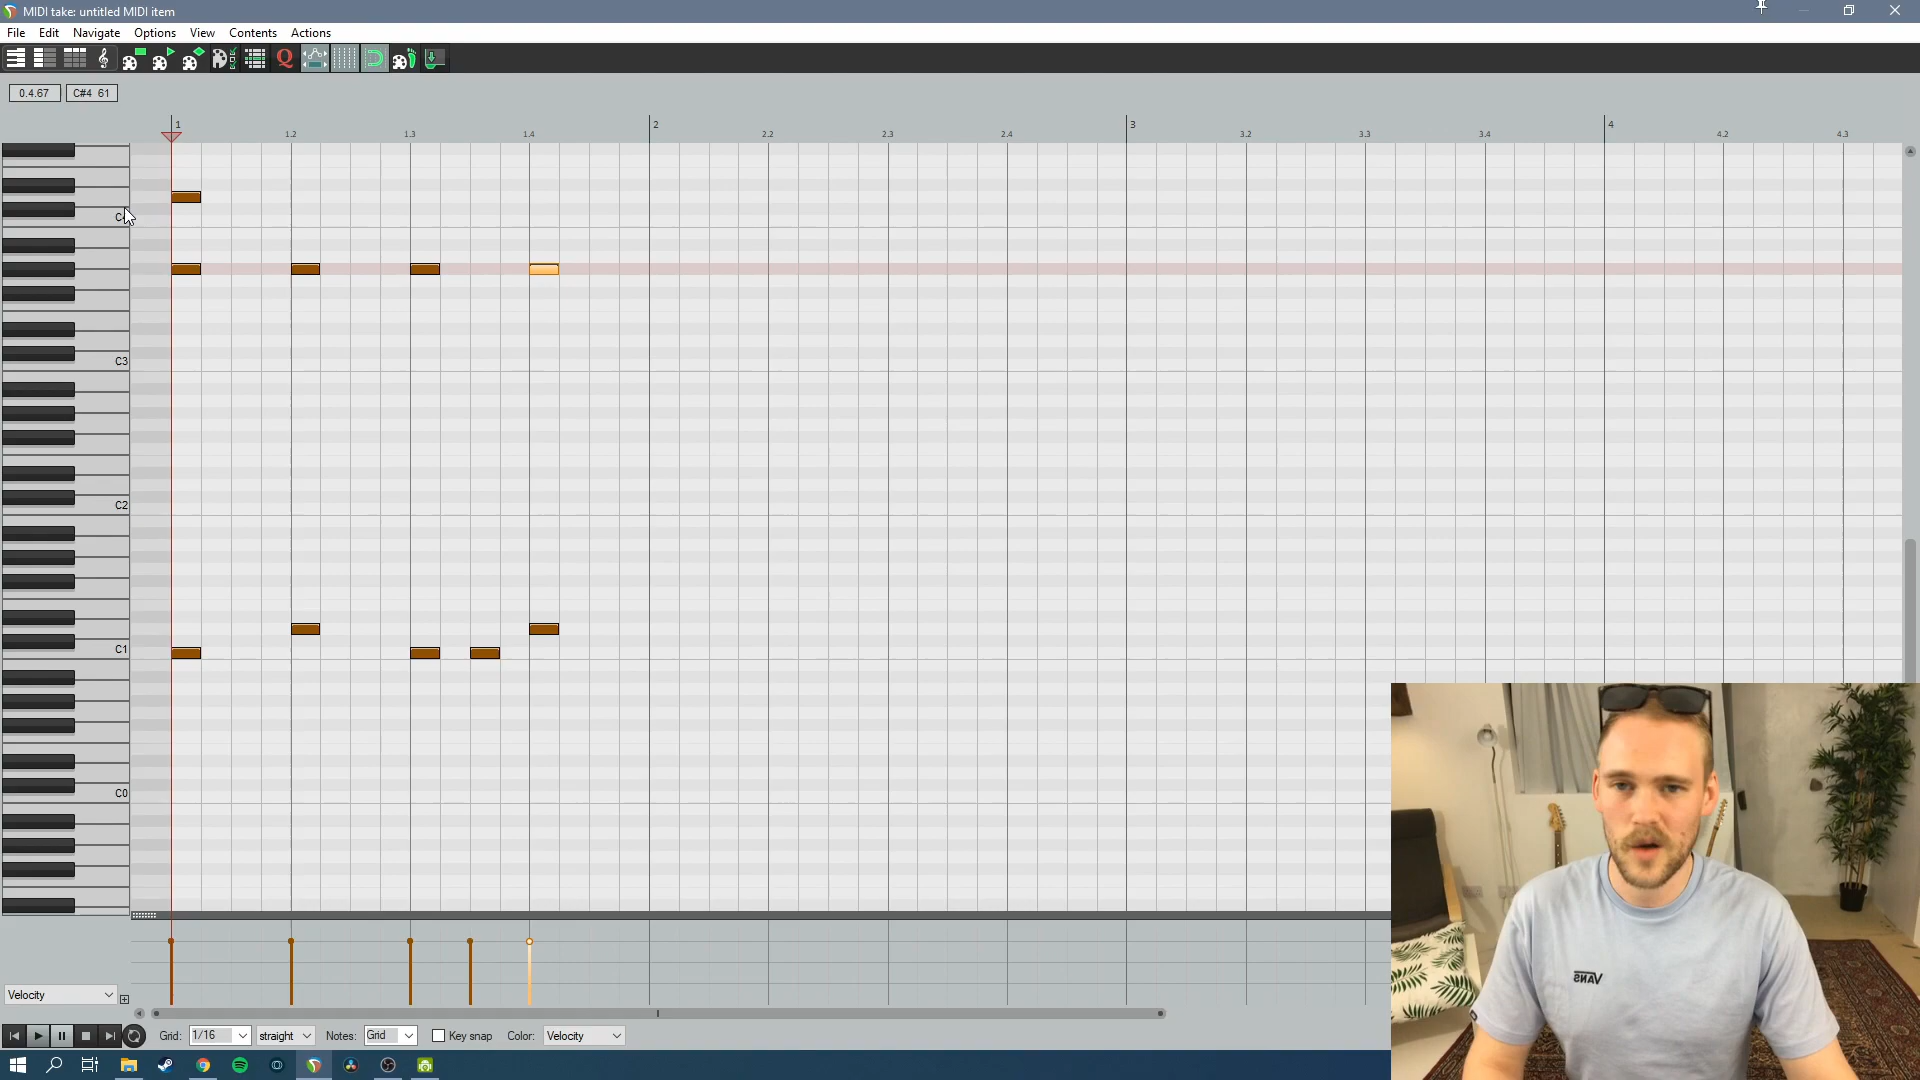 MIDI take: untitled MIDI item
File Edit Navigate Options View Contents Actions
Q
0.4.67 C#4 61
1 2 3 4
1.2 1.3 1.4 2.2 2.3 2.4 3.2 3.3 3.4 4.2 4.3
C3
C2
C1
C0
Velocity
Grid: 1/16 straight Notes: Grid Key snap Color: Velocity
VANS